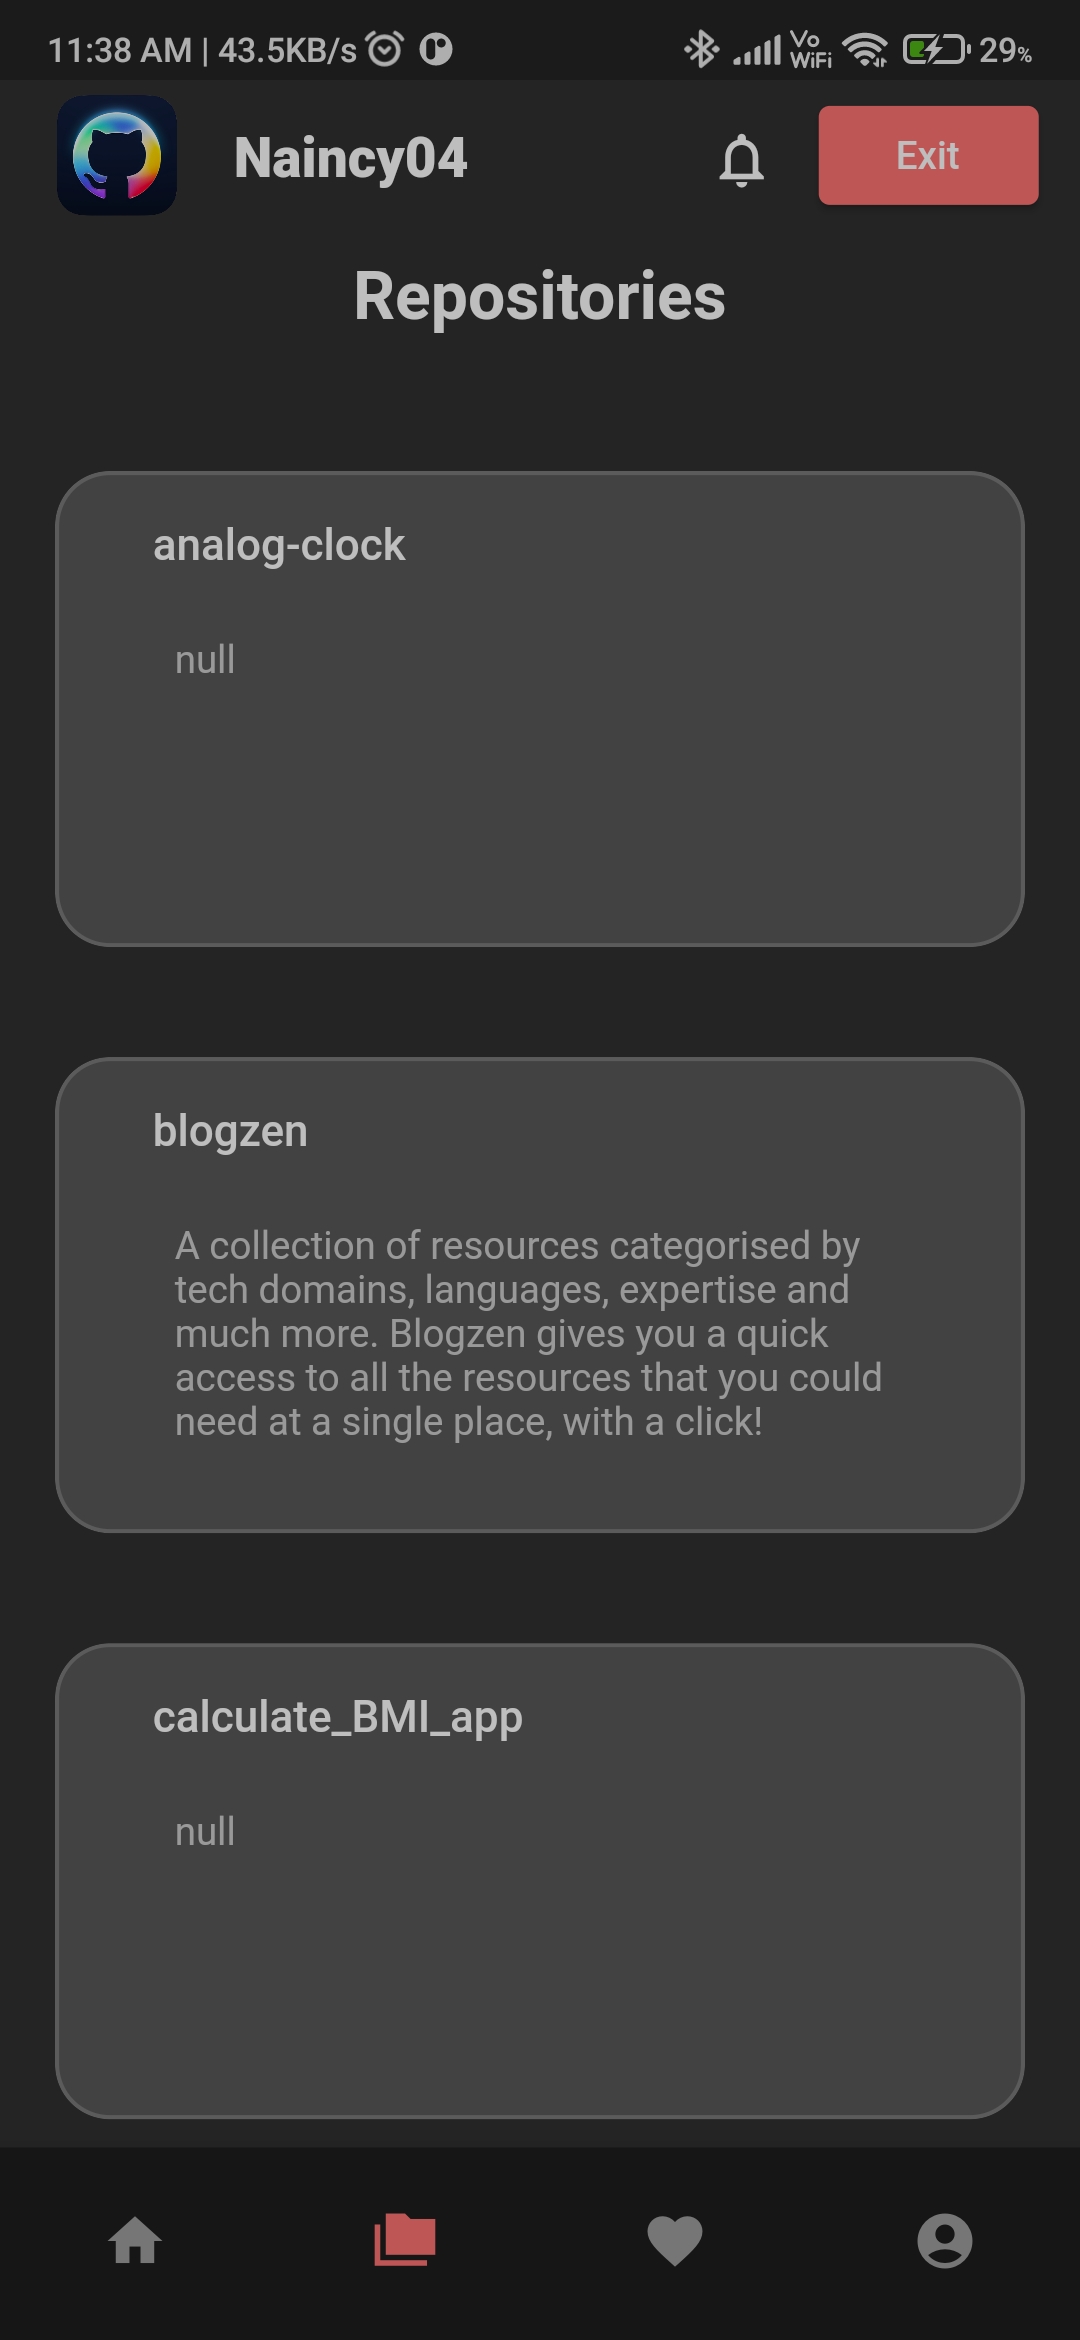 11:38 AM | 43.5KB/s Vo WiFi 29%
Naincy04
Exit
Repositories
analog-clock
null
blogzen
A collection of resources categorised by
tech domains, languages, expertise and
much more. Blogzen gives you a quick
access to all the resources that you could
need at a single place, with a click!
calculate_BMI_app
null